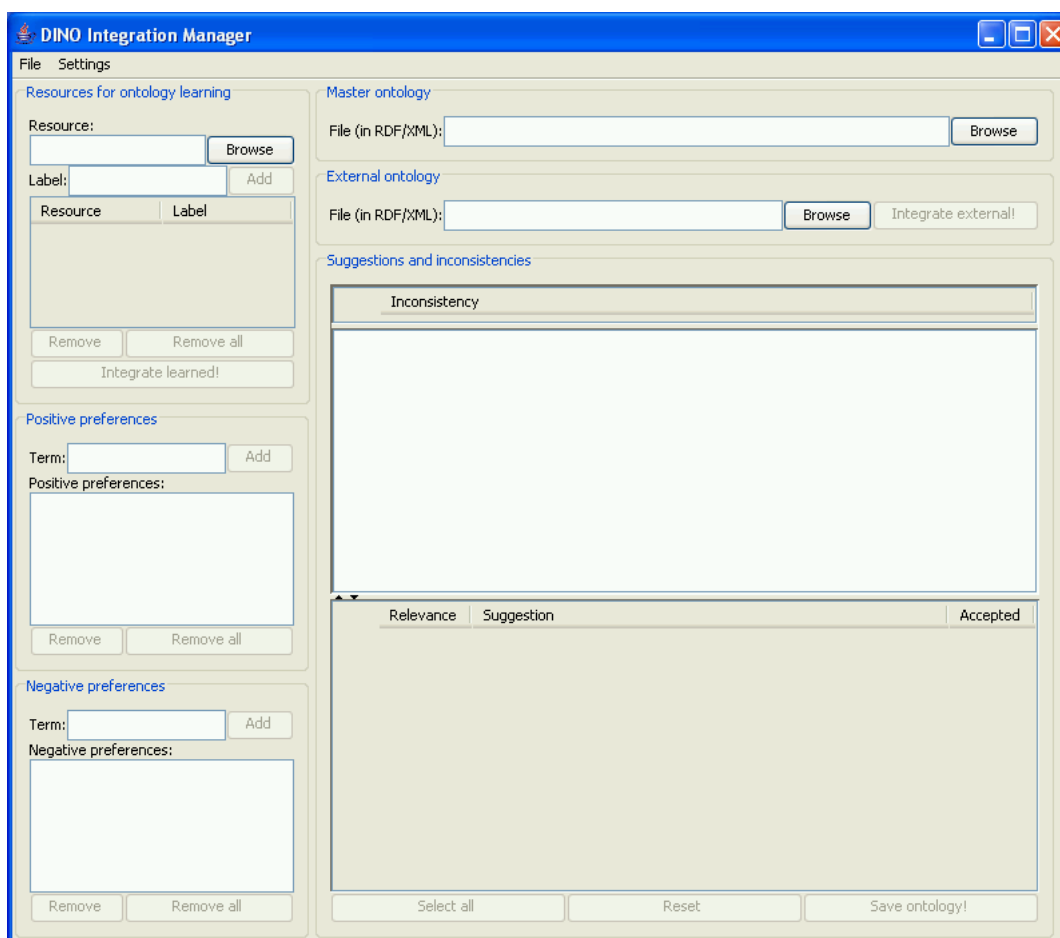 DINO Integration Manager
File Settings
Resources for ontology learning
Resource:
Browse
Label: Add
Resource Label
Remove Remove all
Integrate learned!
Positive preferences
Term: Add
Positive preferences:
Remove Remove all
Negative preferences
Term: Add
Negative preferences:
Remove Remove all
Master ontology
File (in RDF/XML): Browse
External ontology
File (in RDF/XML): Browse Integrate external!
Suggestions and inconsistencies
Inconsistency
Relevance Suggestion Accepted
Select all Reset Save ontology!